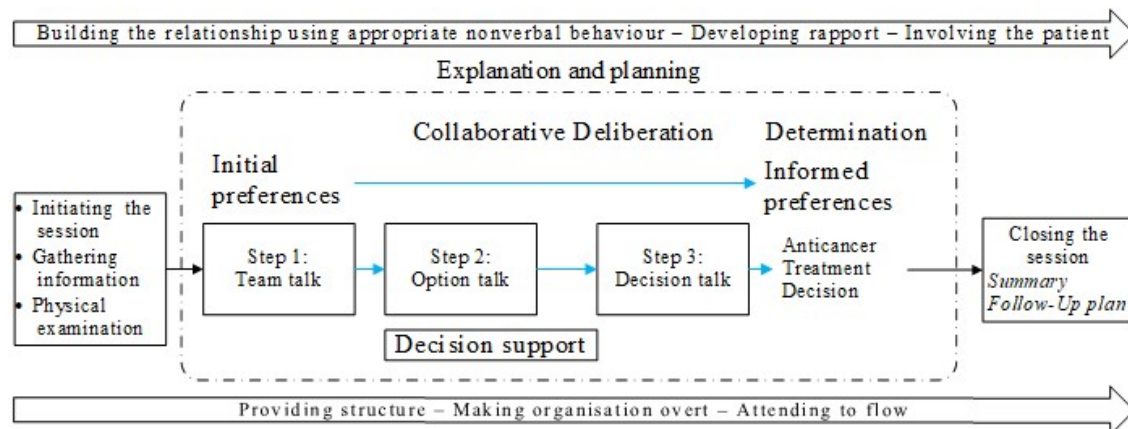 Building the relationship using appropriate nonverbal behaviour – Developing rapport – Involving the patient
Explanation and planning
Collaborative Deliberation
Determination
Initial
preferences
Informed
preferences
• Initiating the
session
• Gathering
information
• Physical
examination
Step 1:
Team talk
Step 2:
Option talk
Step 3:
Decision talk
Anticancer
Treatment
Decision
Closing the
session
Summary
Follow-Up plan
Decision support
Providing structure – Making organisation overt – Attending to flow